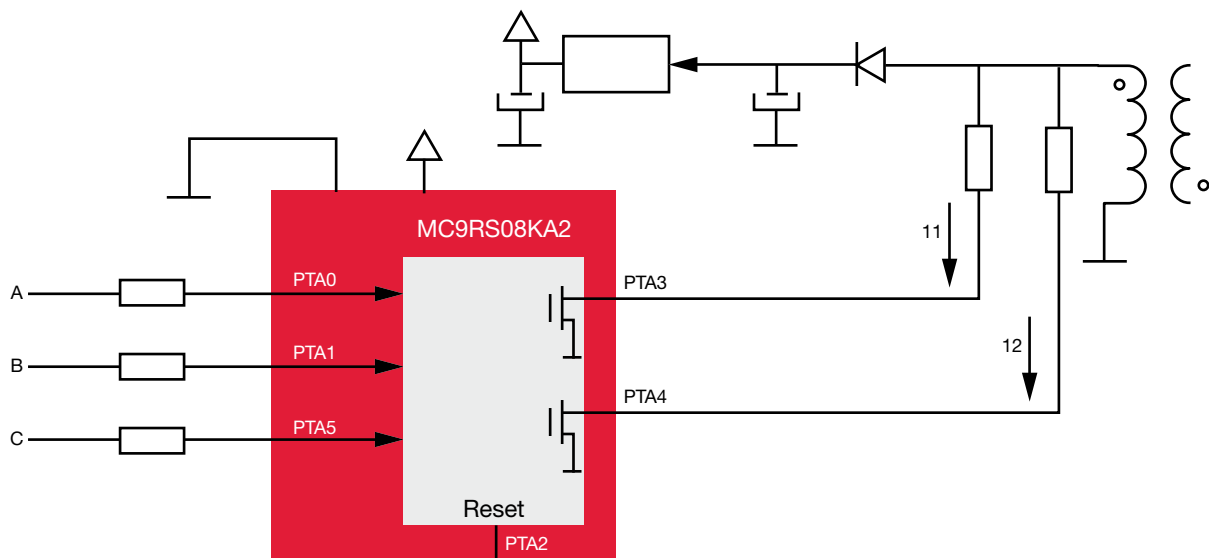 MC9RS08KA2
11
A
PTA0
PTA3
12
B
PTA1
PTA4
C
PTA5
Reset
PTA2